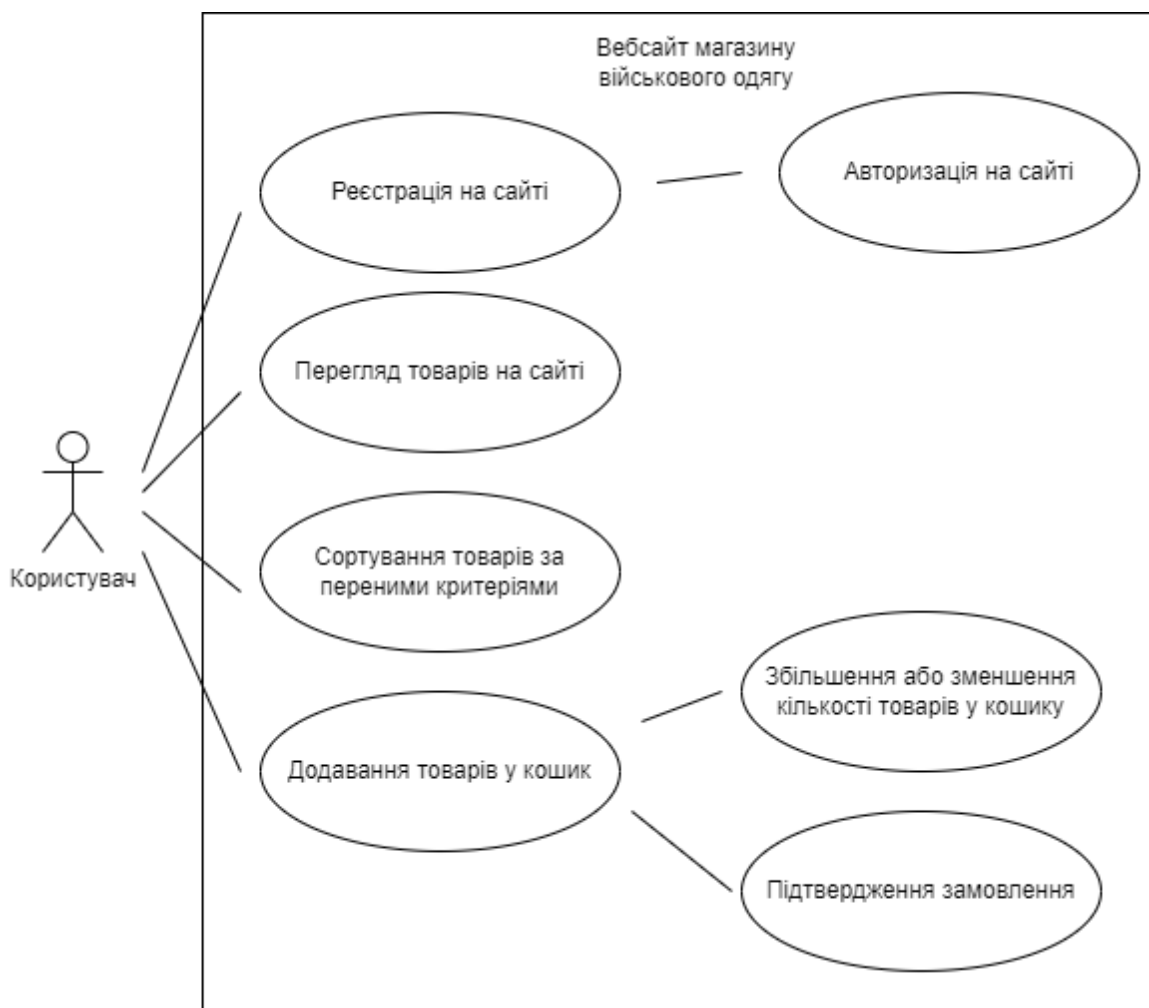 Вебсайт магазину
військового одягу
Реєстрація на сайті
Авторизація на сайті
Перегляд товарів на сайті
Користувач
Сортування товарів за
перeними критеріями
Додавання товарів у кошик
Збільшення або зменшення
кількості товарів у кошику
Підтвердження замовлення